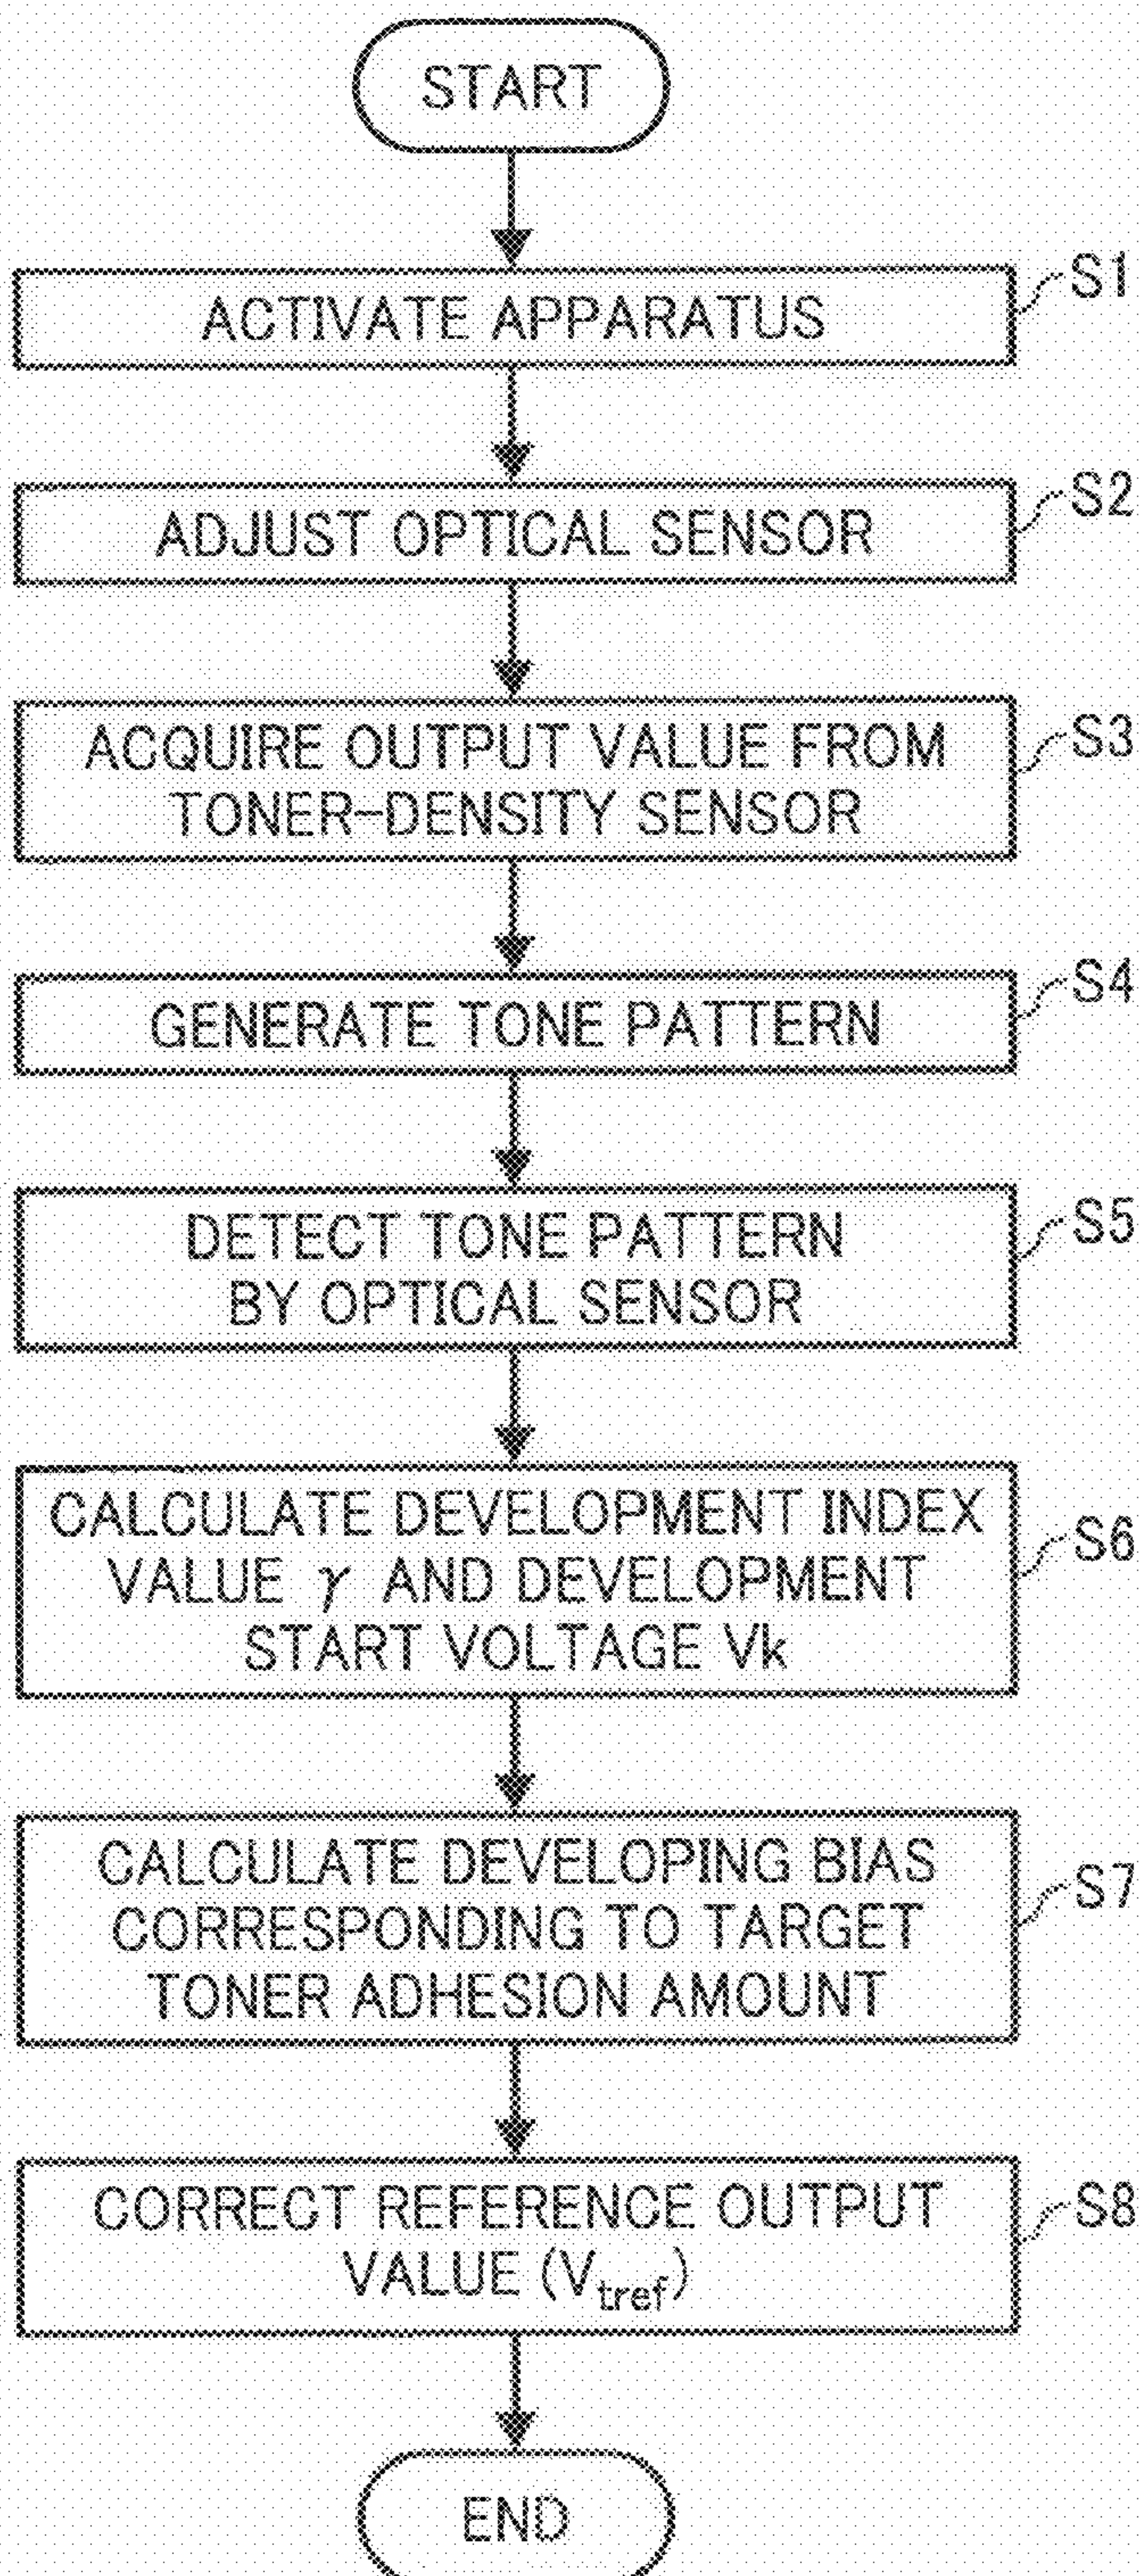 START
ACTIVATE APPARATUS
S1
ADJUST OPTICAL SENSOR
S2
ACQUIRE OUTPUT VALUE FROM
TONER-DENSITY SENSOR
S3
GENERATE TONE PATTERN
S4
DETECT TONE PATTERN
BY OPTICAL SENSOR
S5
CALCULATE DEVELOPMENT INDEX
VALUE γ AND DEVELOPMENT
START VOLTAGE Vk
S6
CALCULATE DEVELOPING BIAS
CORRESPONDING TO TARGET
TONER ADHESION AMOUNT
S7
CORRECT REFERENCE OUTPUT
VALUE (Vtref)
S8
END